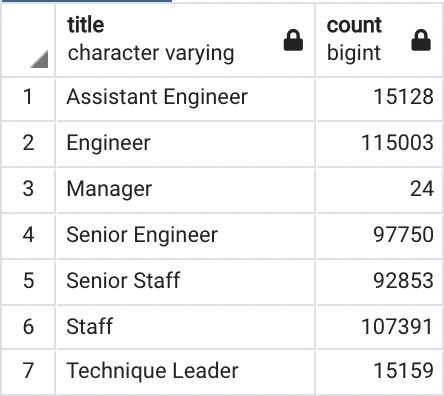 title count
character varying bigint
1 Assistant Engineer 15128
2 Engineer 115003
3 Manager 24
4 Senior Engineer 97750
5 Senior Staff 92853
6 Staff 107391
7 Technique Leader 15159